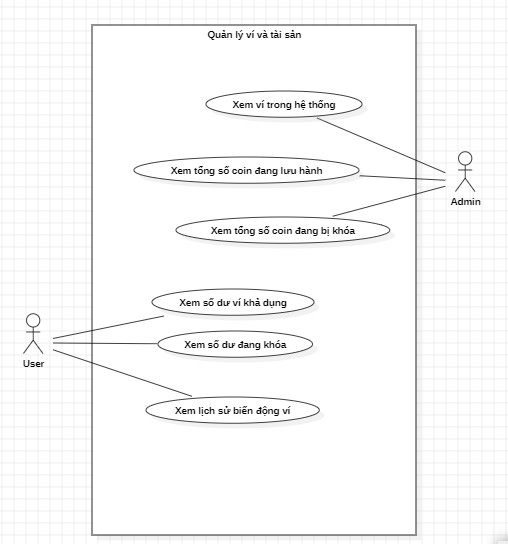 Quản lý ví và tài sản
Xem ví trong hệ thống
Xem tổng số coin đang lưu hành
Admin
Xem tổng số coin đang bị khóa
Xem số dư ví khả dụng
Xem số dư đang khóa
User
Xem lịch sử biến động ví